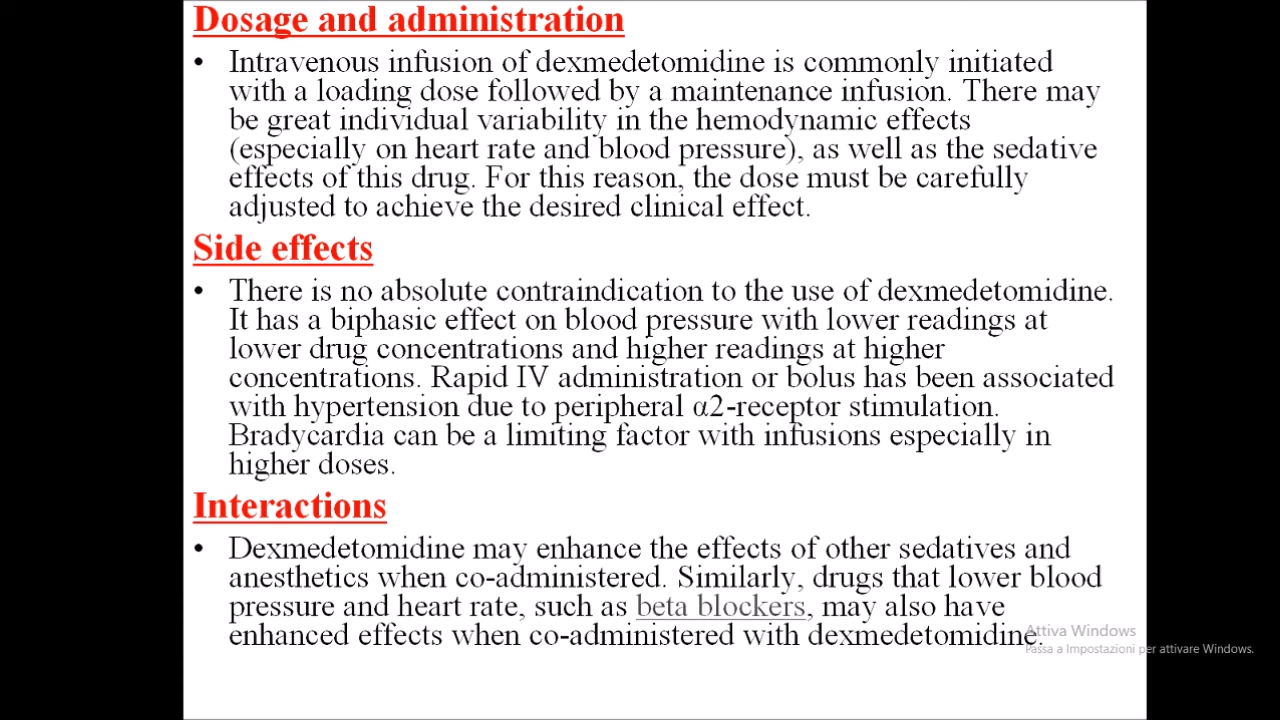 Dosage and administration
• Intravenous infusion of dexmedetomidine is commonly initiated
with a loading dose followed by a maintenance infusion. There may
be great individual variability in the hemodynamic effects
(especially on heart rate and blood pressure), as well as the sedative
effects of this drug. For this reason, the dose must be carefully
adjusted to achieve the desired clinical effect.
Side effects
• There is no absolute contraindication to the use of dexmedetomidine.
It has a biphasic effect on blood pressure with lower readings at
lower drug concentrations and higher readings at higher
concentrations. Rapid IV administration or bolus has been associated
with hypertension due to peripheral α2-receptor stimulation.
Bradycardia can be a limiting factor with infusions especially in
higher doses.
Interactions
• Dexmedetomidine may enhance the effects of other sedatives and
anesthetics when co-administered. Similarly, drugs that lower blood
pressure and heart rate, such as beta blockers, may also have
enhanced effects when co-administered with dexmedetomidine.
Attiva Windows
Passa a Impostazioni per attivare Windows.